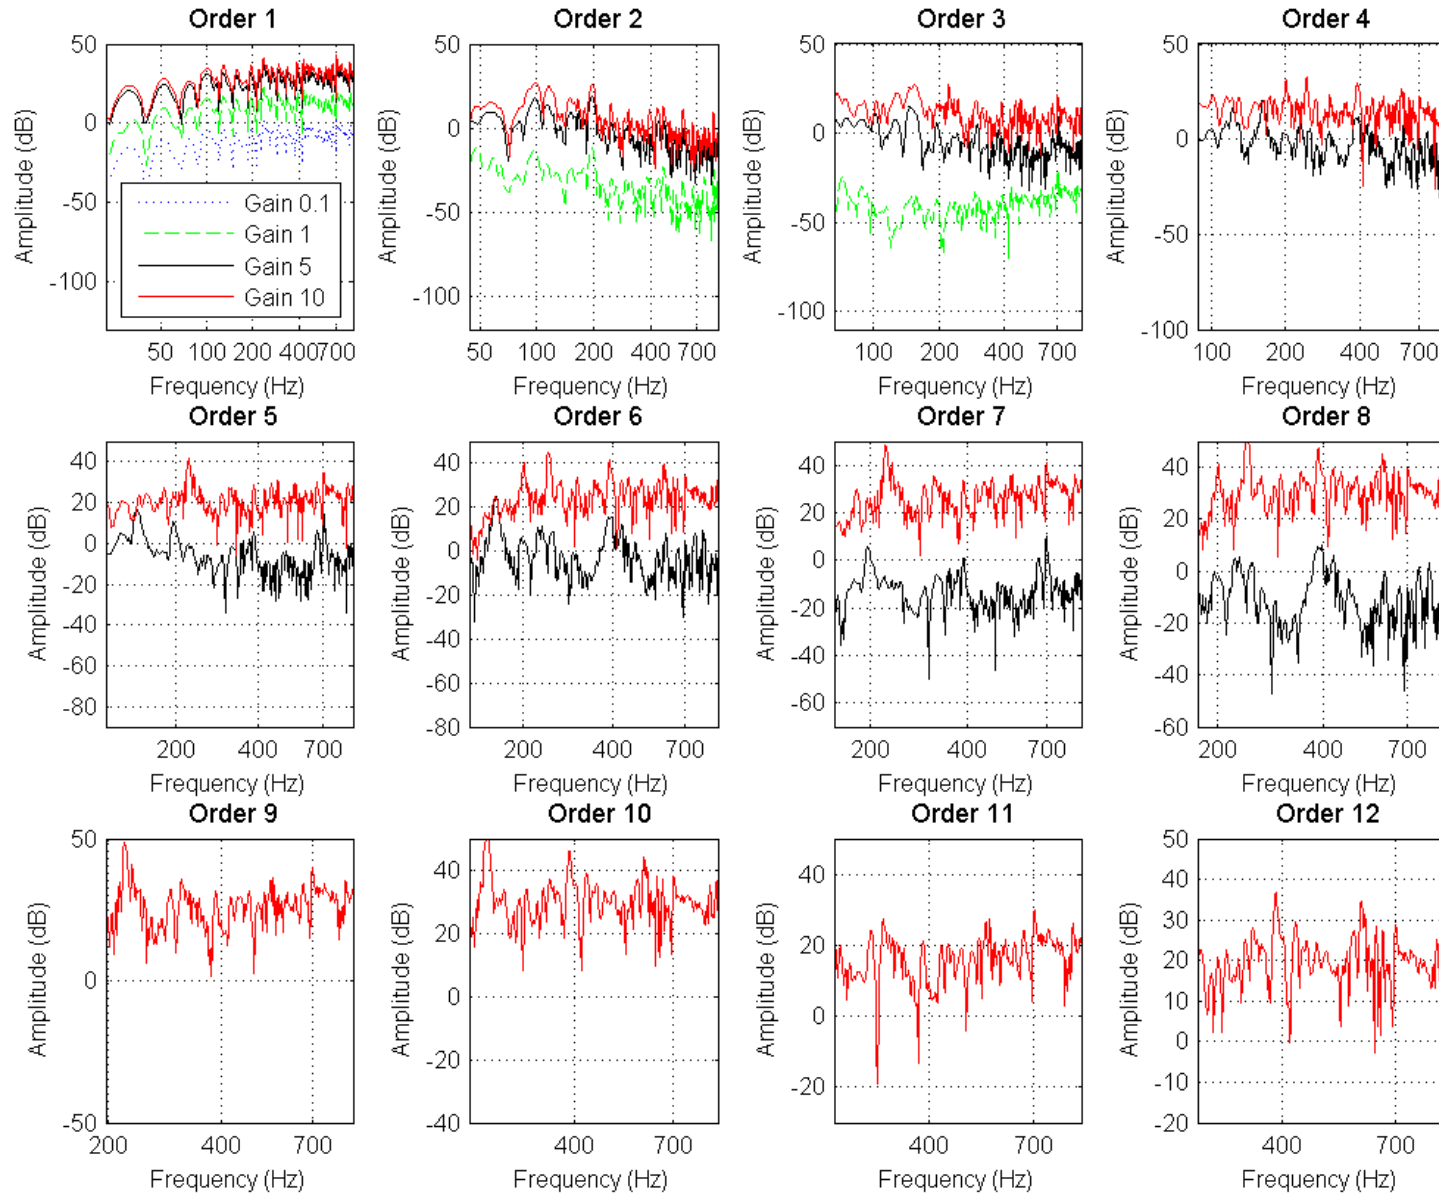 Order 1
50
0
-50
-100
Amplitude (dB)
Gain 0.1
Gain 1
Gain 5
Gain 10
50 100 200 400 700
Frequency (Hz)
Order 2
50
0
-50
-100
Amplitude (dB)
50 100 200 400 700
Frequency (Hz)
Order 3
50
0
-50
-100
Amplitude (dB)
100 200 400 700
Frequency (Hz)
Order 4
50
0
-50
-100
Amplitude (dB)
100 200 400 700
Frequency (Hz)
Order 5
40
20
0
-20
-40
-60
-80
Amplitude (dB)
200 400 700
Frequency (Hz)
Order 6
40
20
0
-20
-40
-60
-80
Amplitude (dB)
200 400 700
Frequency (Hz)
Order 7
40
20
0
-20
-40
-60
Amplitude (dB)
200 400 700
Frequency (Hz)
Order 8
40
20
0
-20
-40
-60
Amplitude (dB)
200 400 700
Frequency (Hz)
Order 9
50
0
-50
Amplitude (dB)
200 400 700
Frequency (Hz)
Order 10
40
20
0
-20
-40
Amplitude (dB)
400 700
Frequency (Hz)
Order 11
40
20
0
-20
Amplitude (dB)
400 700
Frequency (Hz)
Order 12
50
40
30
20
10
0
-10
-20
Amplitude (dB)
400 700
Frequency (Hz)